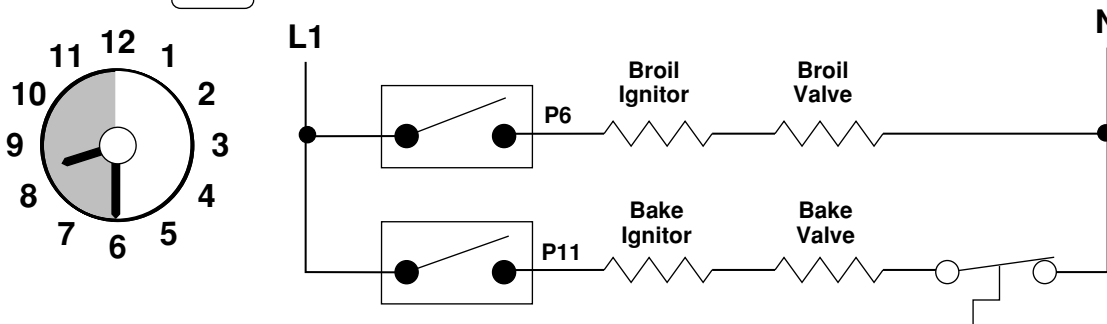 12
11
1
10
2
9
3
8
4
7
5
6
L1
N
Broil
Ignitor
Broil
Valve
P6
Bake
Ignitor
Bake
Valve
P11